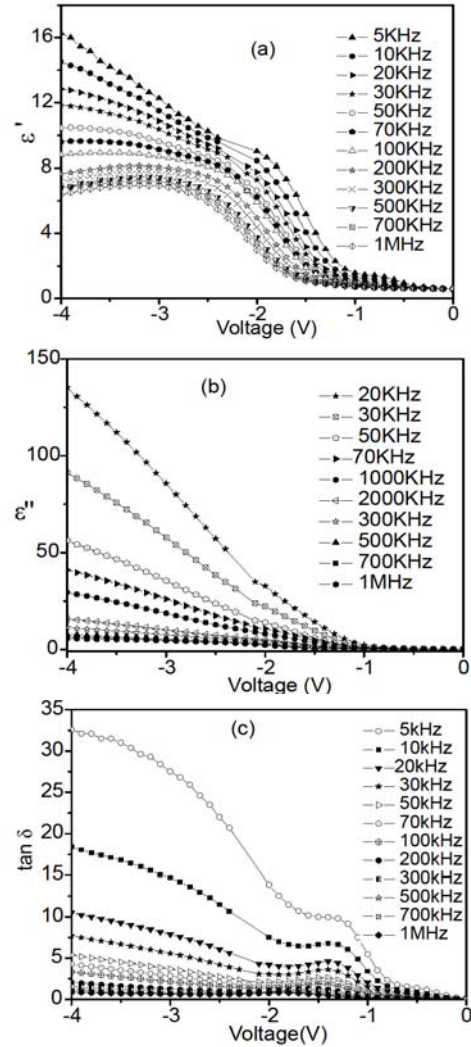 (a)
ε '
16
12
8
4
0
5KHz
10KHz
20KHz
30KHz
50KHz
70KHz
100KHz
200KHz
300KHz
500KHz
700KHz
1MHz
-4 -3 -2 -1
Voltage (V)
(b)
ε"
150
100
50
0
20KHz
30KHz
50KHz
70KHz
1000KHz
2000KHz
300KHz
500KHz
700KHz
1MHz
-4 -3 -2 -1 0
Voltage (V)
(c)
tan δ
35
30
25
20
15
10
5
0
5kHz
10kHz
20kHz
30kHz
50kHz
70kHz
100kHz
200kHz
300kHz
500kHz
700kHz
1MHz
-4 -3 -2 -1 0
Voltage(V)